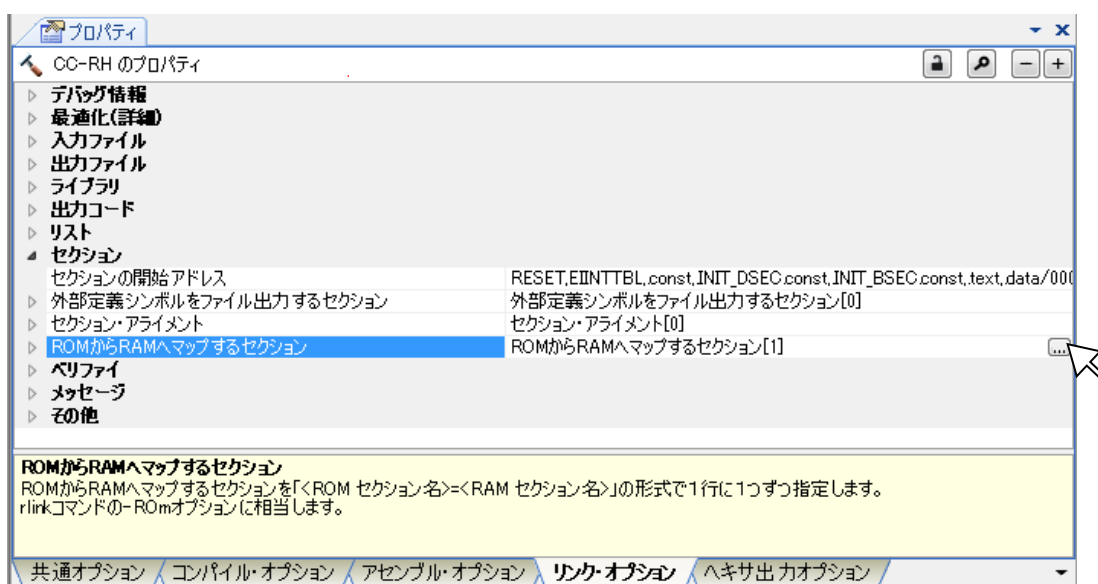 プロパティ
CC-RH のプロパティ
デバッグ情報
最適化(詳細)
入力ファイル
出力ファイル
ライブラリ
出力コード
リスト
セクション
セクションの開始アドレス RESET,EIINTTBL,const,INIT_DSEC.const,INIT_BSEC.const,text,data/000
外部定義シンボルをファイル出力するセクション 外部定義シンボルをファイル出力するセクション[0]
セクション・アライメント セクション・アライメント[0]
ROMからRAMへマップするセクション ROMからRAMへマップするセクション[1]
ベリファイ
メッセージ
その他
ROMからRAMへマップするセクション
ROMからRAMへマップするセクションを「<ROM セクション名>=<RAM セクション名>」の形式で1行に1つずつ指定します。
rlinkコマンドの-ROmオプションに相当します。
共通オプション コンパイル・オプション アセンブル・オプション リンク・オプション ヘキサ出力オプション